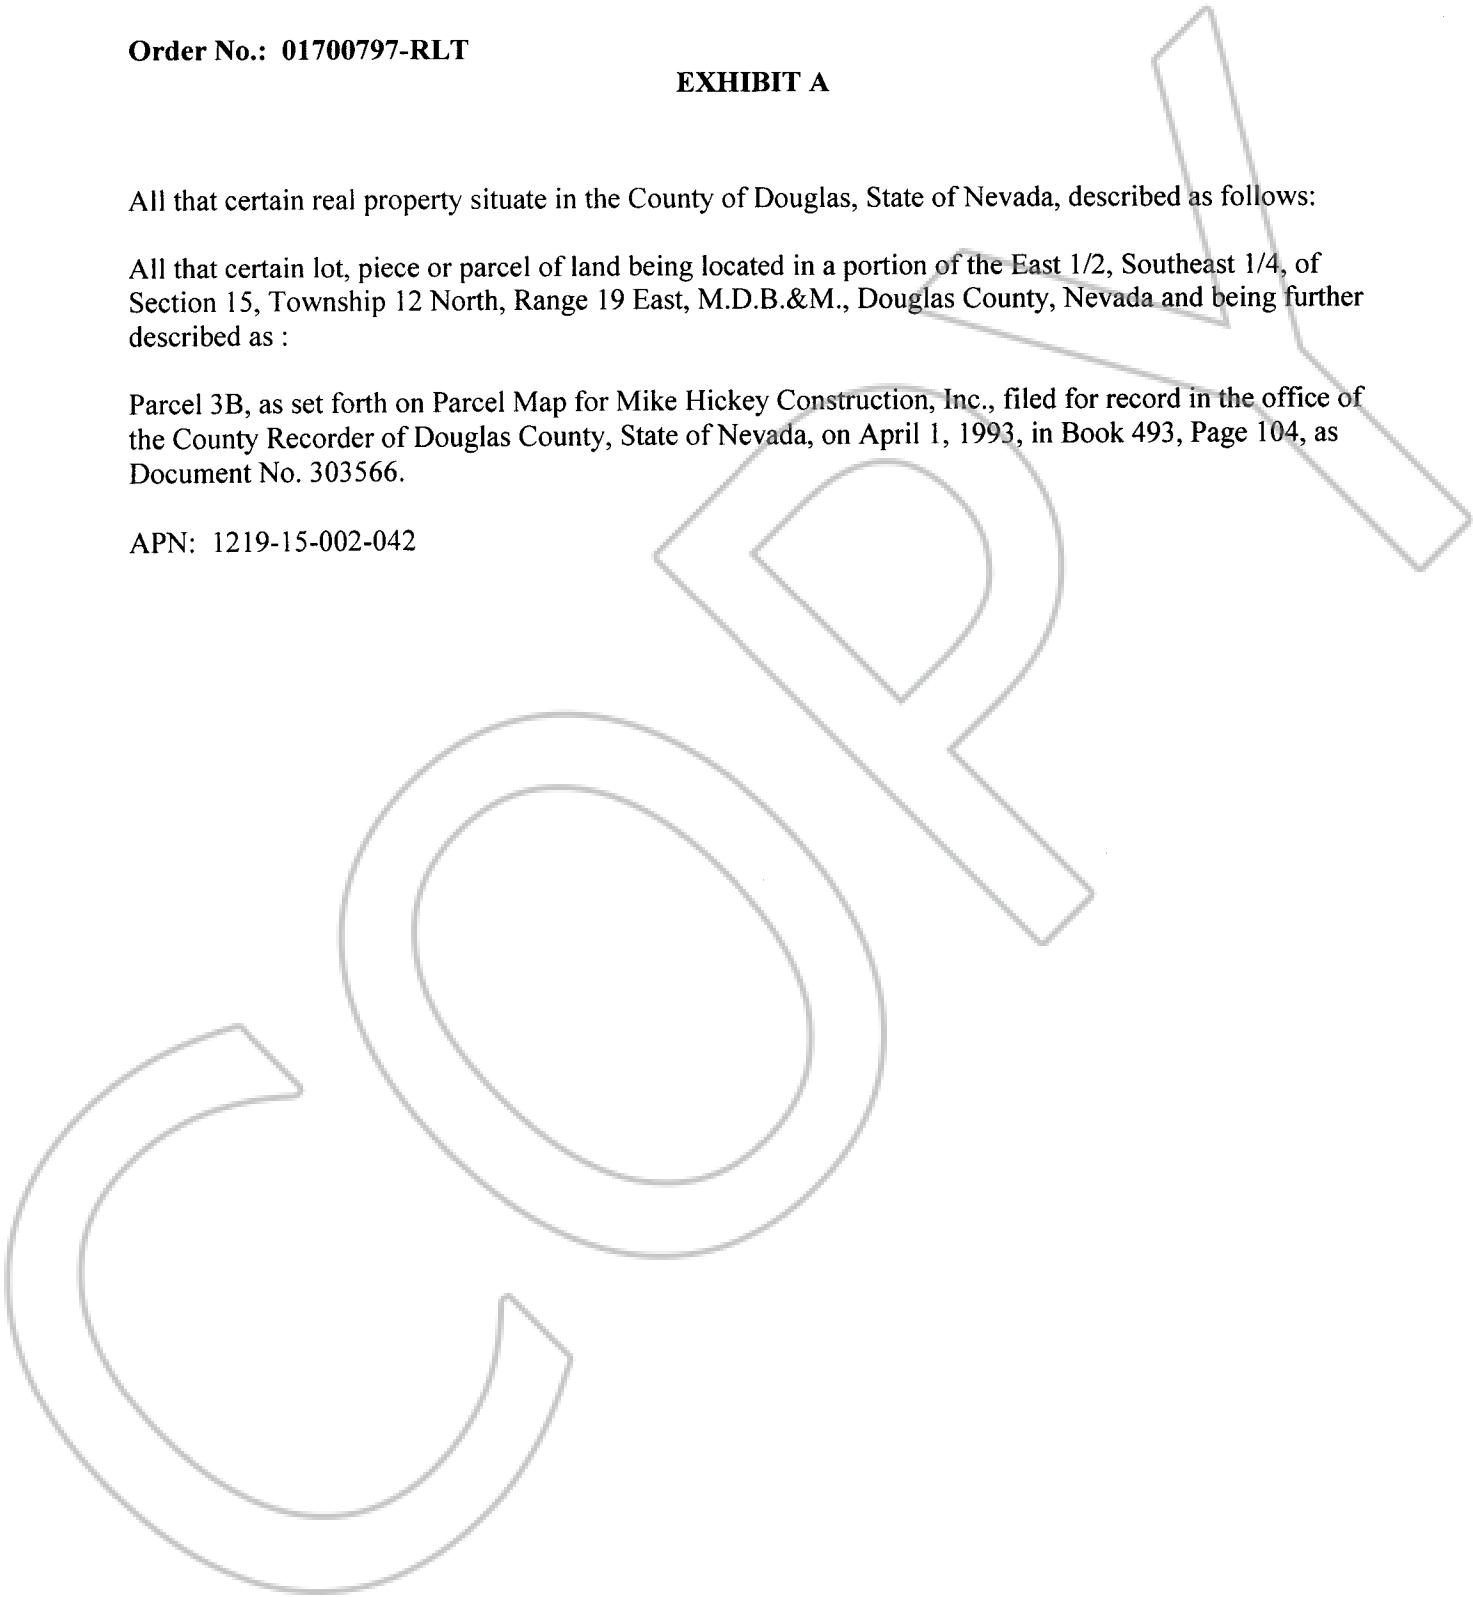 Order No.: 01700797-RLT
EXHIBIT A
All that certain real property situate in the County of Douglas, State of Nevada, described as follows:
All that certain lot, piece or parcel of land being located in a portion of the East 1/2, Southeast 1/4, of
Section 15, Township 12 North, Range 19 East, M.D.B.&M., Douglas County, Nevada and being further
described as :
Parcel 3B, as set forth on Parcel Map for Mike Hickey Construction, Inc., filed for record in the office of
the County Recorder of Douglas County, State of Nevada, on April 1, 1993, in Book 493, Page 104, as
Document No. 303566.
APN: 1219-15-002-042
COPY